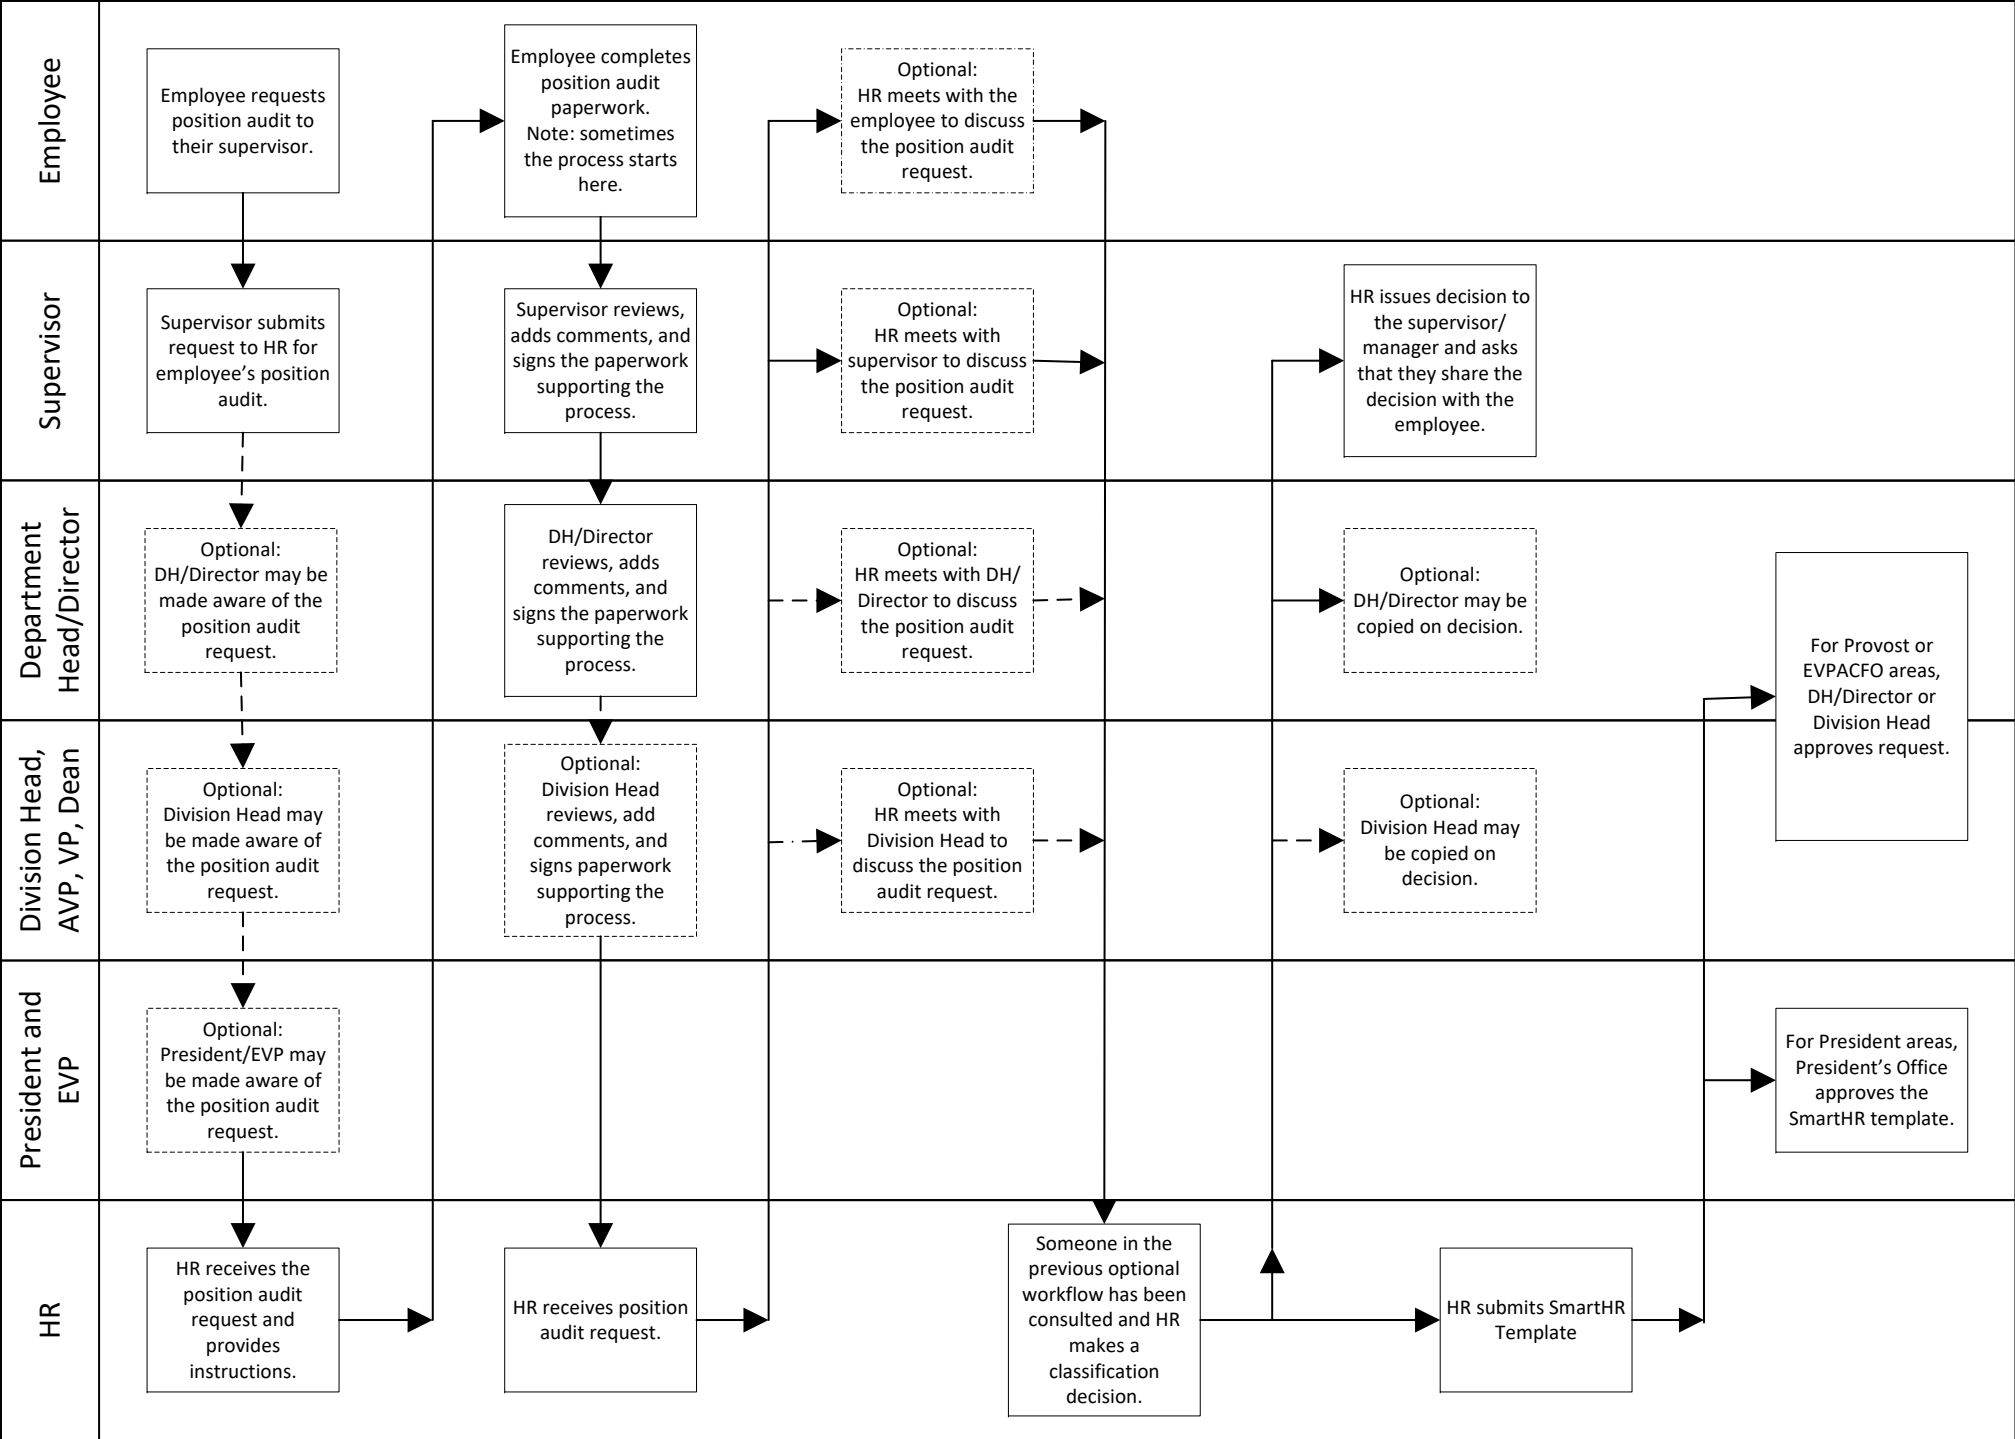 Employee
Employee requests
position audit to
their supervisor.
Employee completes
position audit
paperwork.
Note: sometimes
the process starts
here.
Optional:
HR meets with the
employee to discuss
the position audit
request.
Supervisor
Supervisor submits
request to HR for
employee’s position
audit.
Supervisor reviews,
adds comments, and
signs the paperwork
supporting the
process.
Optional:
HR meets with
supervisor to discuss
the position audit
request.
HR issues decision to
the supervisor/
manager and asks
that they share the
decision with the
employee.
Department
Head/Director
Optional:
DH/Director may be
made aware of the
position audit
request.
DH/Director
reviews, adds
comments, and
signs the paperwork
supporting the
process.
Optional:
HR meets with DH/
Director to discuss
the position audit
request.
Optional:
DH/Director may be
copied on decision.
For Provost or
EVPACFO areas,
DH/Director or
Division Head
approves request.
Division Head,
AVP, VP, Dean
Optional:
Division Head may
be made aware of
the position audit
request.
Optional:
Division Head
reviews, add
comments, and
signs paperwork
supporting the
process.
Optional:
HR meets with
Division Head to
discuss the position
audit request.
Optional:
Division Head may
be copied on
decision.
President and
EVP
Optional:
President/EVP may
be made aware of
the position audit
request.
For President areas,
President’s Office
approves the
SmartHR template.
HR
HR receives the
position audit
request and
provides
instructions.
HR receives position
audit request.
Someone in the
previous optional
workflow has been
consulted and HR
makes a
classification
decision.
HR submits SmartHR
Template